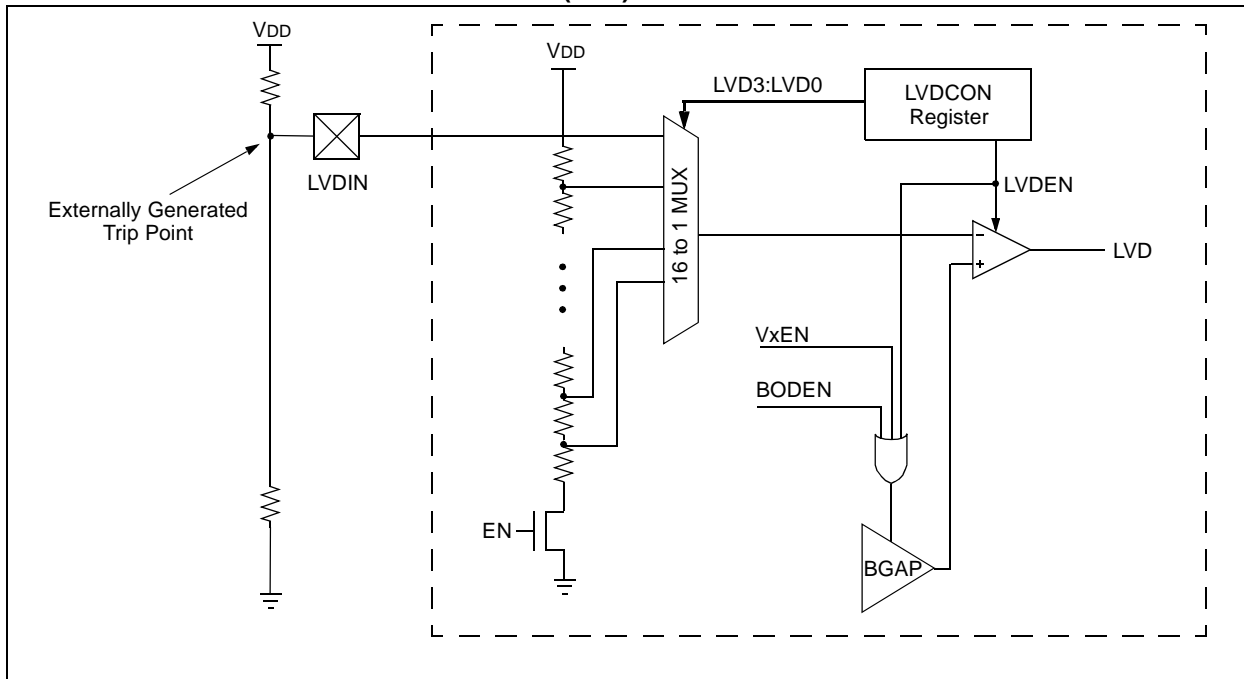 VDD
VDD
LVD3:LVD0
LVDCON
Register
LVDIN
LVDEN
Externally Generated
Trip Point
16 to 1 MUX
–
+
LVD
VxEN
BODEN
EN
BGAP